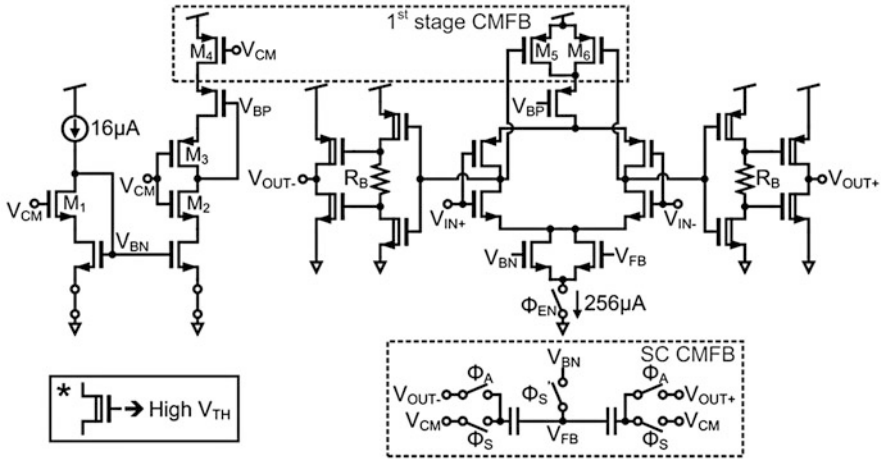 1st stage CMFB
M4
VCM
M5
M6
VBP
VBP
16μA
M3
VCM
M2
VCM
M1
VBN
VOUT-
RB
VIN+
VIN-
RB
VOUT+
VBN
VFB
ΦEN
256μA
SC CMFB
VBN
ΦA
ΦS
ΦA
VOUT-
VOUT+
VCM
VCM
ΦS
VFB
ΦS
* High VTH